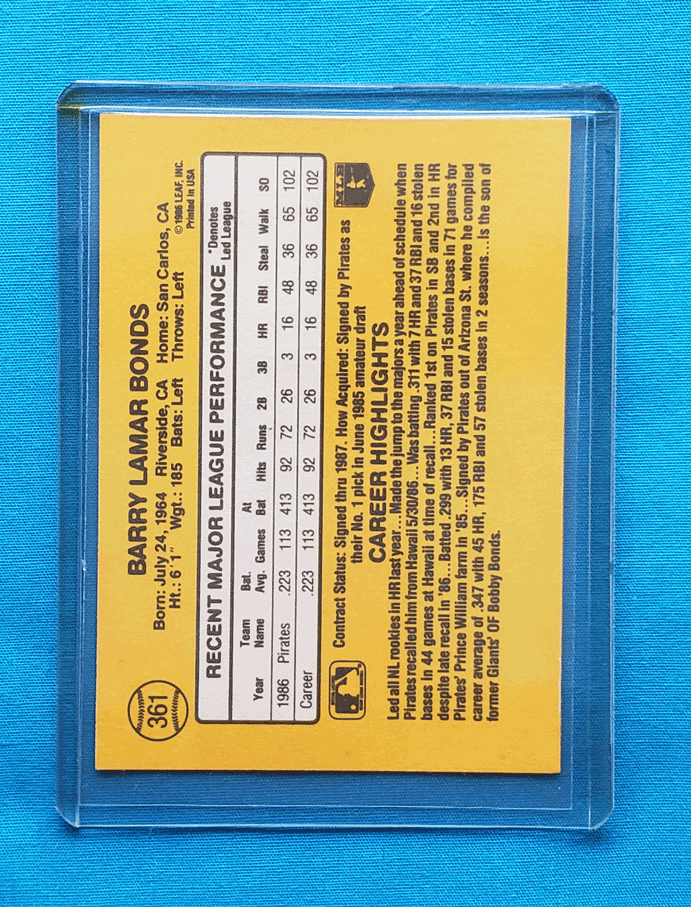 361
BARRY LAMAR BONDS
Born: July 24, 1964 Riverside, CA Home: San Carlos, CA
Ht.: 6'1" Wgt.: 185 Bats: Left Throws: Left
© 1986 LEAF, INC.
Printed in USA
RECENT MAJOR LEAGUE PERFORMANCE
*Denotes
Led League
Team Bat. At
Year Name Avg. Games Bat Hits Runs 2B 3B HR RBI Steal Walk SO
1986 Pirates .223 113 413 92 72 26 3 16 48 36 65 102
Career .223 113 413 92 72 26 3 16 48 36 65 102
Contract Status: Signed thru 1987. How Acquired: Signed by Pirates as
their No. 1 pick in June 1985 amateur draft
MLB
CAREER HIGHLIGHTS
Led all NL rookies in HR last year...Made the jump to the majors a year ahead of schedule when
Pirates recalled him from Hawaii 5/30/86...Was batting .311 with 7 HR and 37 RBI and 16 stolen
bases in 44 games at Hawaii at time of recall...Ranked 1st on Pirates in SB and 2nd in HR
despite late recall in '86...Batted .299 with 13 HR, 37 RBI and 15 stolen bases in 71 games for
Pirates' Prince William farm in '85...Signed by Pirates out of Arizona St. where he compiled
career average of .347 with 45 HR, 175 RBI and 57 stolen bases in 2 seasons...Is the son of
former Giants' OF Bobby Bonds.